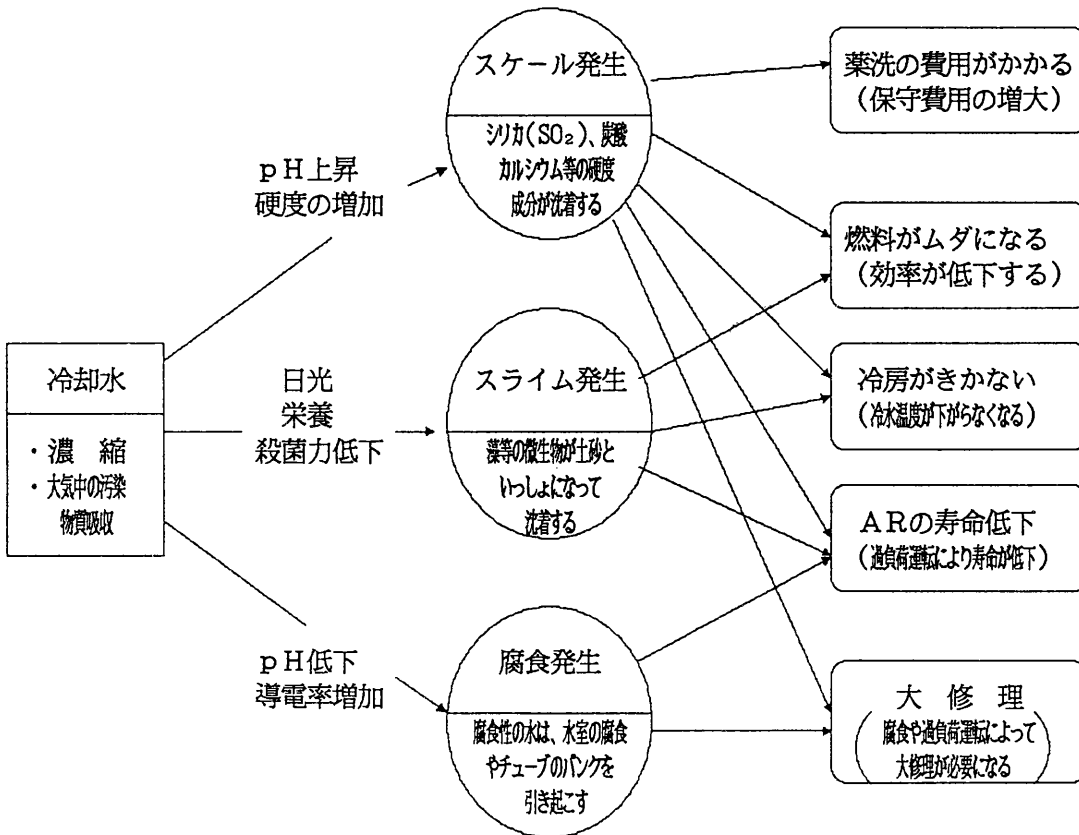 スケール発生
シリカ(SO₂)、炭酸
カルシウム等の硬度
成分が沈着する
薬洗の費用がかかる
(保守費用の増大)
pH上昇
硬度の増加
燃料がムダになる
(効率が低下する)
冷却水
・濃 縮
・大気中の汚染
物質吸収
日光
栄養
殺菌力低下
スライム発生
藻等の微生物が土砂と
いっしょになって
沈着する
冷房がきかない
(冷水温度が下がらなくなる)
ARの寿命低下
(過負荷運転により寿命が低下)
pH低下
導電率増加
腐食発生
腐食性の水は、水室の腐食
やチューブのパンクを
引き起こす
大 修 理
(腐食や過負荷運転によって
大修理が必要になる)